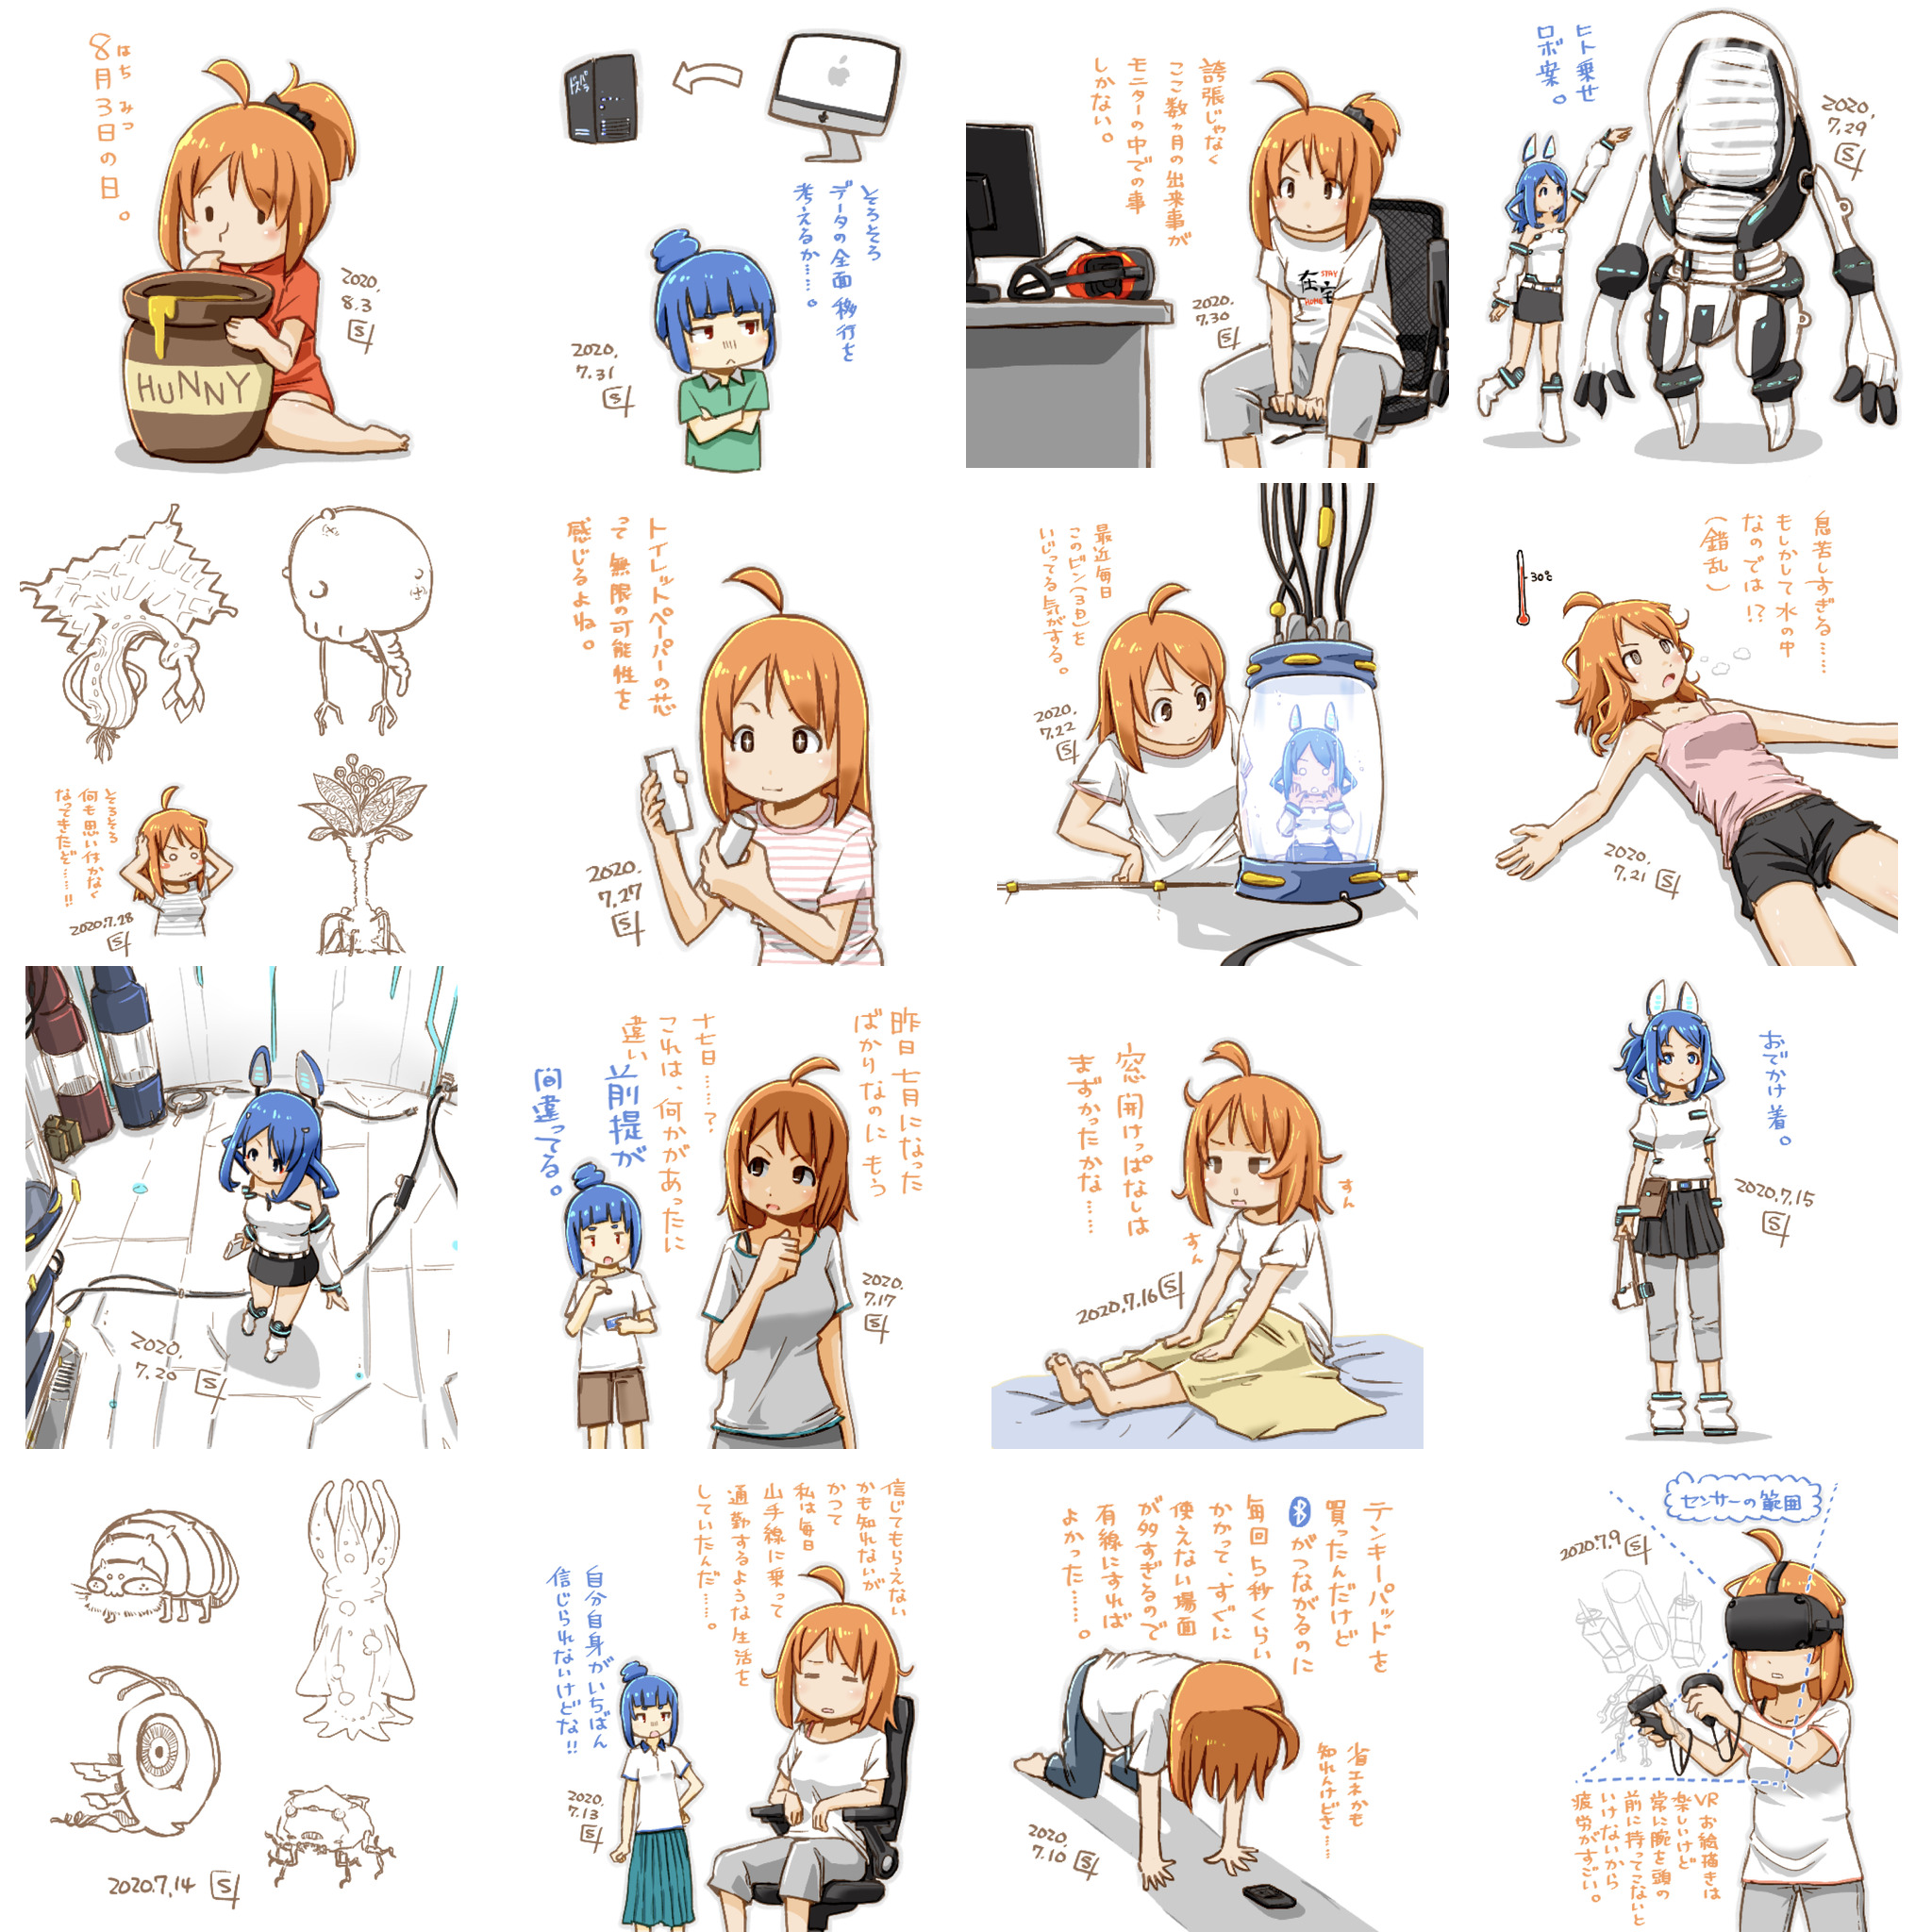 8月3日の日。
はちみつ
HUNNY
2020,
8.3
ドスパラ
そろそろ
データの全面移行を
考えるか……。
2020,
7.31
誇張じゃなく
ここ数ヵ月の出来事が
モニターの中での事
しかない。
在宅
STAY
HOME
2020.
7.30
ヒト乗せ
ロボ案。
2020,
7.29
そろそろ
何も思い付かなく
なってきたぞ……!!
2020.7.28
トイレットペーパーの芯
って無限の可能性を
感じるよね。
2020.
7.27
最近毎日
このビン(3日)を
いじってる気がする。
2020.
7.22
30℃
息苦しすぎる……
もしかして水の中
なのでは!?
(錯乱)
2020.
7.21
2020.
7.20
昨日七月になった
ばかりなのにもう
十七日……?
これは、何かがあったに
違い
前提が
間違ってる。
2020.
7.17
窓開けっぱなしは
まずかったかな……
すん
すん
2020.7.16
おでかけ着。
2020.7.15
2020.7.14
信じてもらえない
かも知れないが
かつて
私は毎日
山手線に乗って
通勤するような生活を
していたんだ……。
自分自身がいちばん
信じられないけどな!!
2020.
7.13
テンキーパッドを
買ったんだけど
がつながるのに
毎回5秒くらい
かかって、すぐに
使えない場面
が多すぎるので
有線にすれば
よかった……。
省エネかも
知れんけどさ……
2020.
7.10
センサーの範囲
2020.7.9
VRお絵描きは
楽しいけど
常に腕を頭の
前に持ってこないと
いけないから
疲労がすごい。